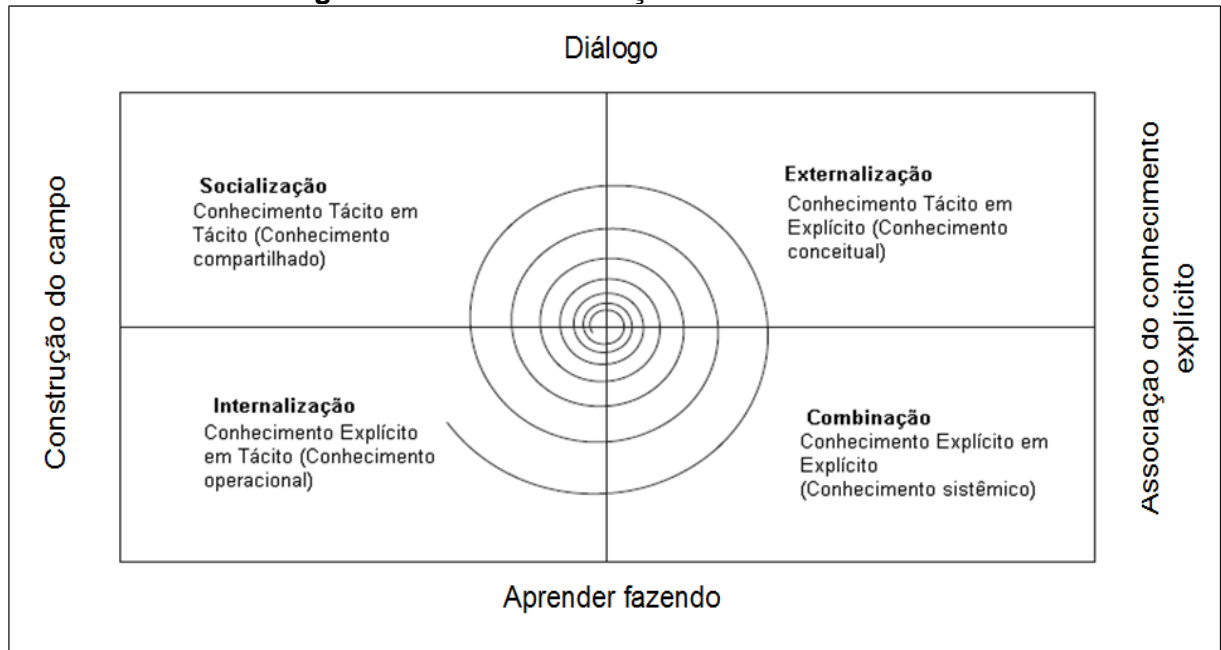 Diálogo
Construção do campo
Socialização
Conhecimento Tácito em
Tácito (Conhecimento
compartilhado)
Externalização
Conhecimento Tácito em
Explícito (Conhecimento
conceitual)
Associaçao do conhecimento
explícito
Internalização
Conhecimento Explícito
em Tácito (Conhecimento
operacional)
Combinação
Conhecimento Explícito em
Explícito
(Conhecimento sistêmico)
Aprender fazendo